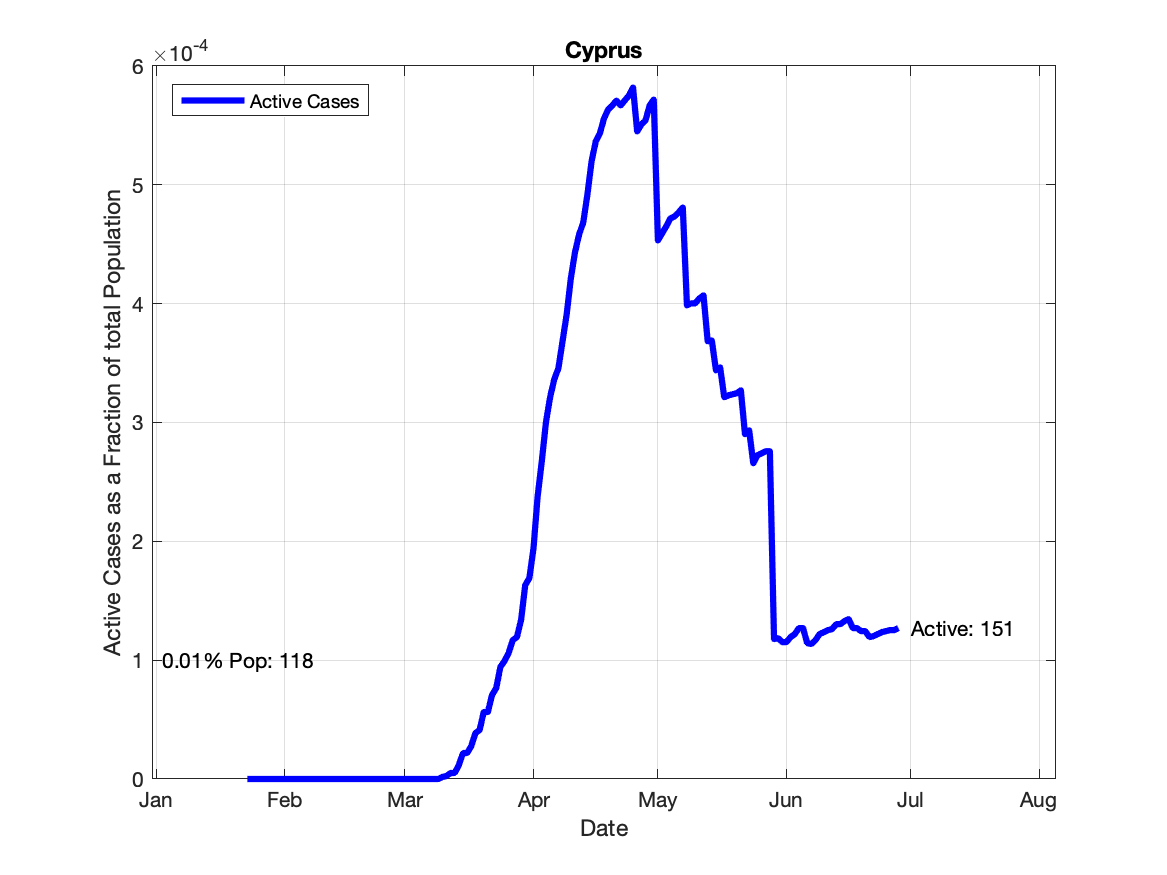 Cyprus
×10-4
Active Cases
6
5
4
3
2
1
0
Active Cases as a Fraction of total Population
0.01% Pop: 118
Active: 151
Jan Feb Mar Apr May Jun Jul Aug
Date